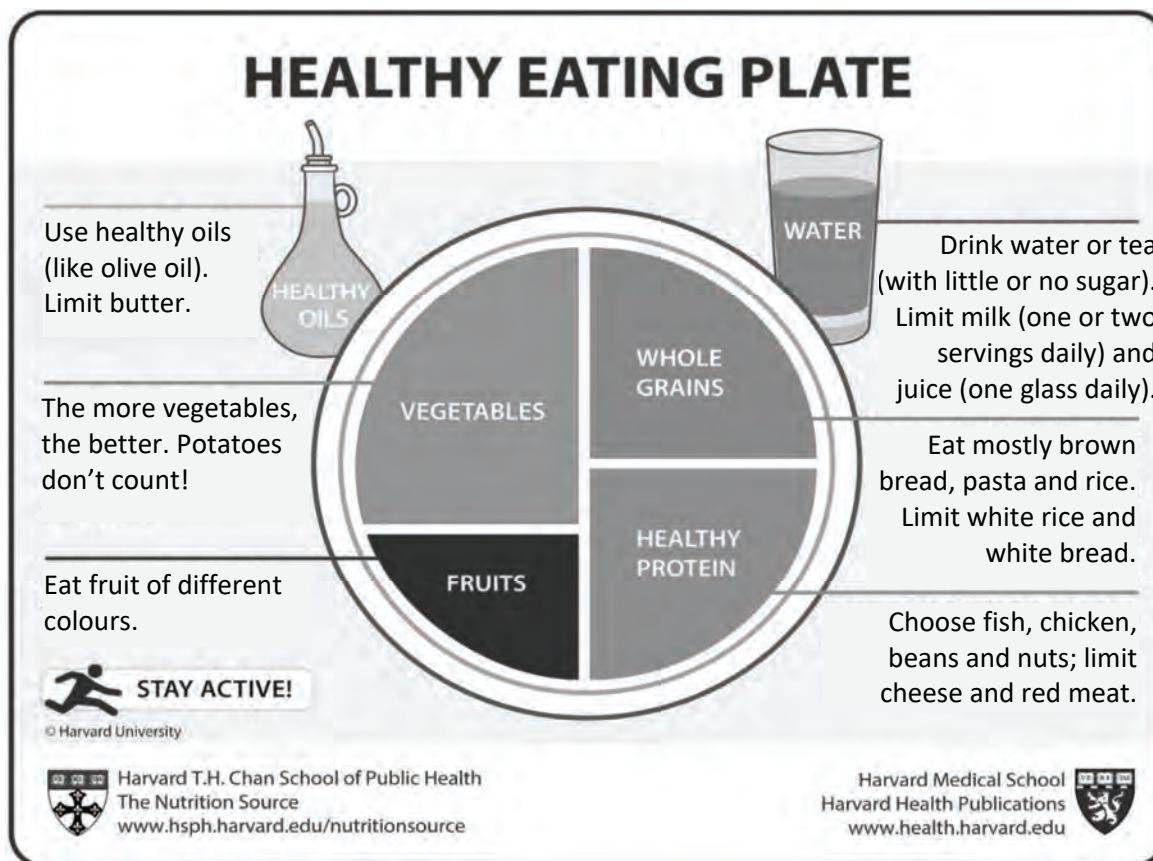 HEALTHY EATING PLATE
Use healthy oils
(like olive oil).
Limit butter.
HEALTHY
OILS
WATER
Drink water or tea
(with little or no sugar).
Limit milk (one or two
servings daily) and
juice (one glass daily).
The more vegetables,
the better. Potatoes
don’t count!
VEGETABLES
WHOLE
GRAINS
Eat mostly brown
bread, pasta and rice.
Limit white rice and
white bread.
Eat fruit of different
colours.
FRUITS
HEALTHY
PROTEIN
Choose fish, chicken,
beans and nuts; limit
cheese and red meat.
STAY ACTIVE!
© Harvard University
Harvard T.H. Chan School of Public Health
The Nutrition Source
www.hsph.harvard.edu/nutritionsource
Harvard Medical School
Harvard Health Publications
www.health.harvard.edu